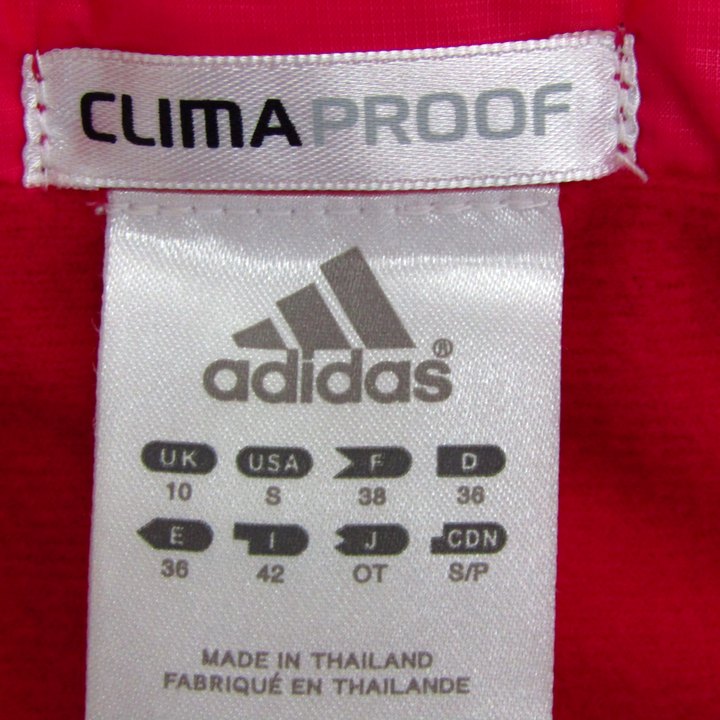 CLIMAPROOF
adidas®
UK USA F D
10 S 38 36
E I J CDN
36 42 OT S/P
MADE IN THAILAND
FABRIQUÉ EN THAILANDE